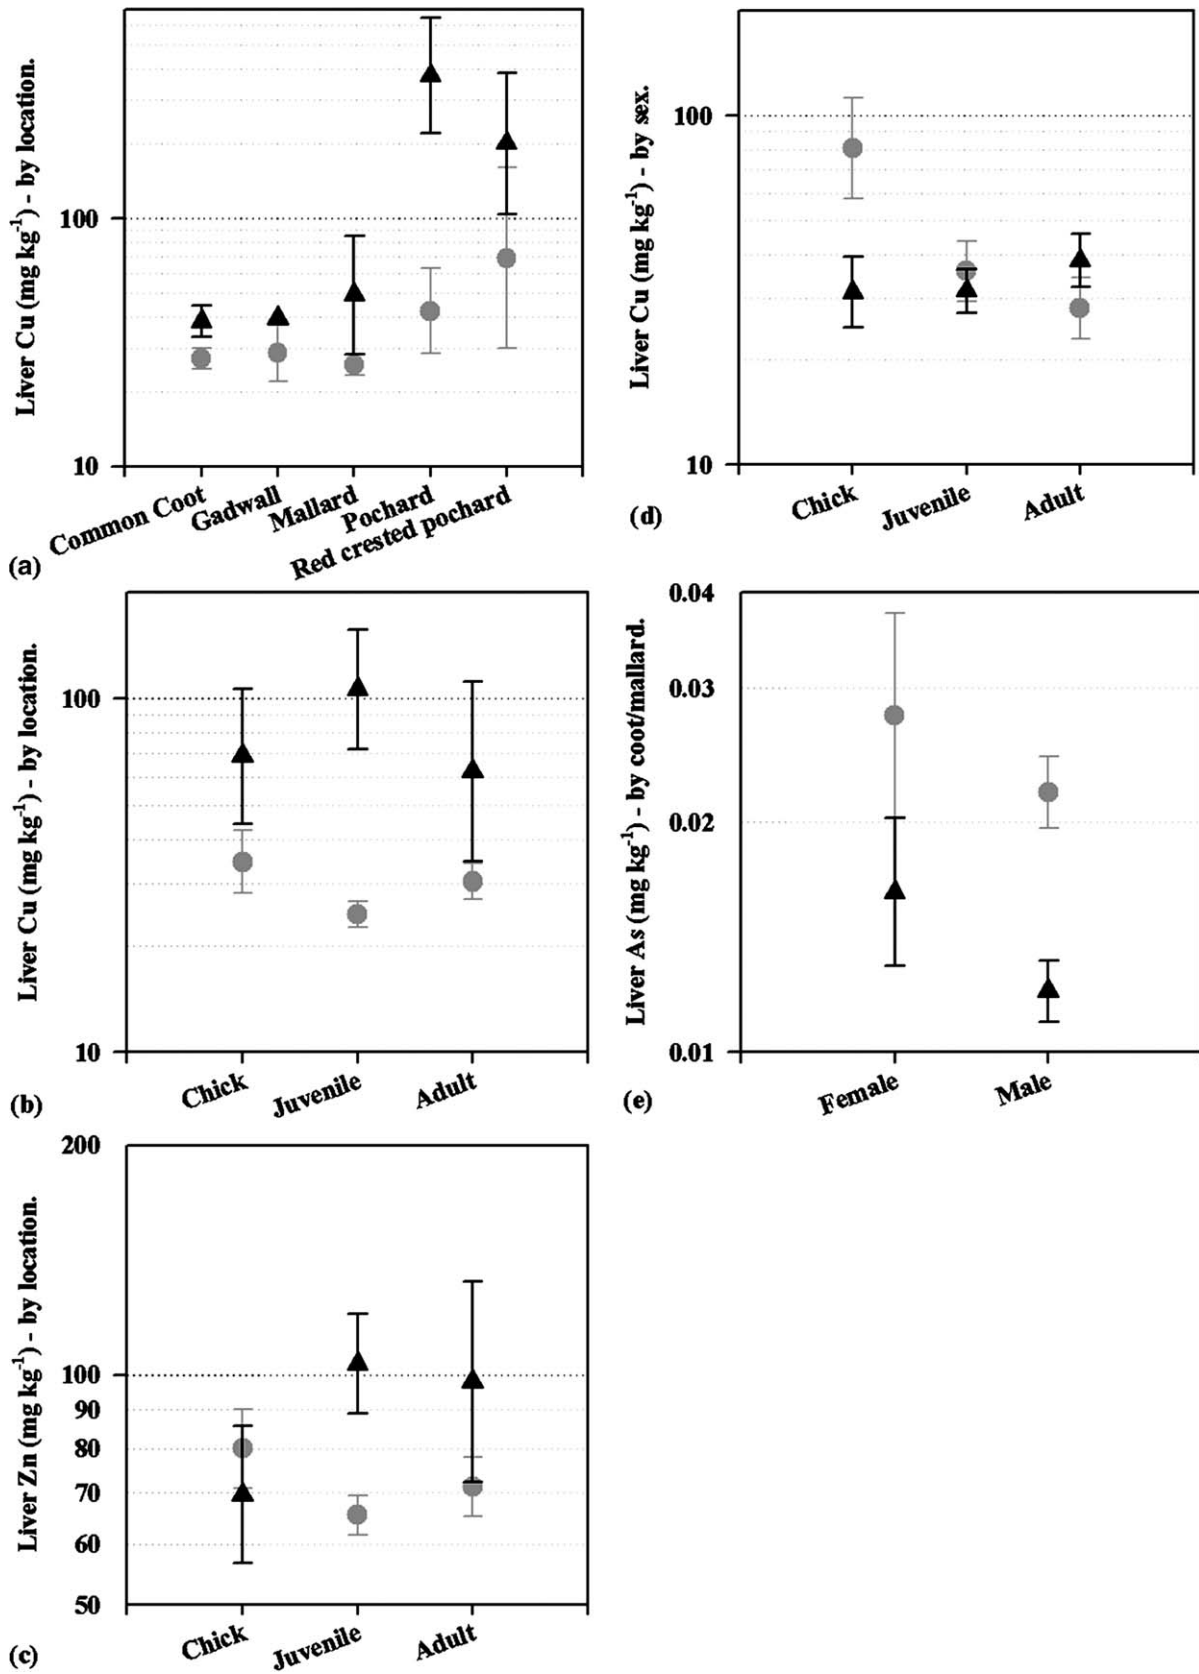 Liver Cu (mg kg⁻¹) - by location.
100
10
Common Coot
Gadwall
Mallard
Pochard
Red crested pochard
(a)
Liver Cu (mg kg⁻¹) - by sex.
100
10
Chick
Juvenile
Adult
(d)
Liver Cu (mg kg⁻¹) - by location.
100
10
Chick
Juvenile
Adult
(b)
Liver As (mg kg⁻¹) - by coot/mallard.
0.04
0.03
0.02
0.01
Female
Male
(e)
Liver Zn (mg kg⁻¹) - by location.
200
100
90
80
70
60
50
Chick
Juvenile
Adult
(c)